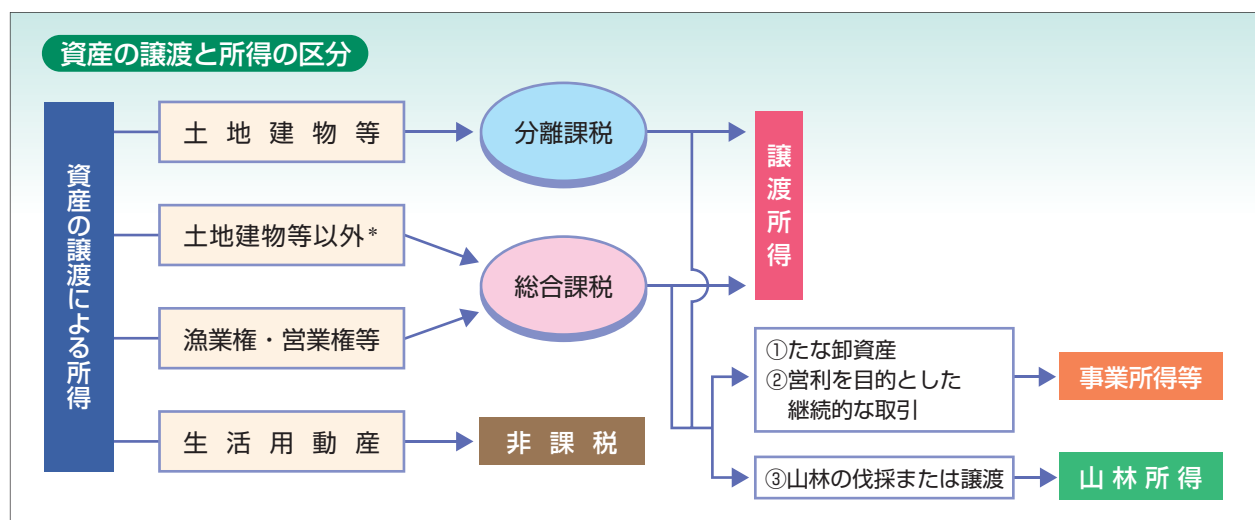 資産の譲渡と所得の区分
資産の譲渡による所得
土地建物等
分離課税
譲渡所得
土地建物等以外*
総合課税
漁業権・営業権等
①たな卸資産
②営利を目的とした
継続的な取引
事業所得等
生活用動産
非課税
③山林の伐採または譲渡
山林所得